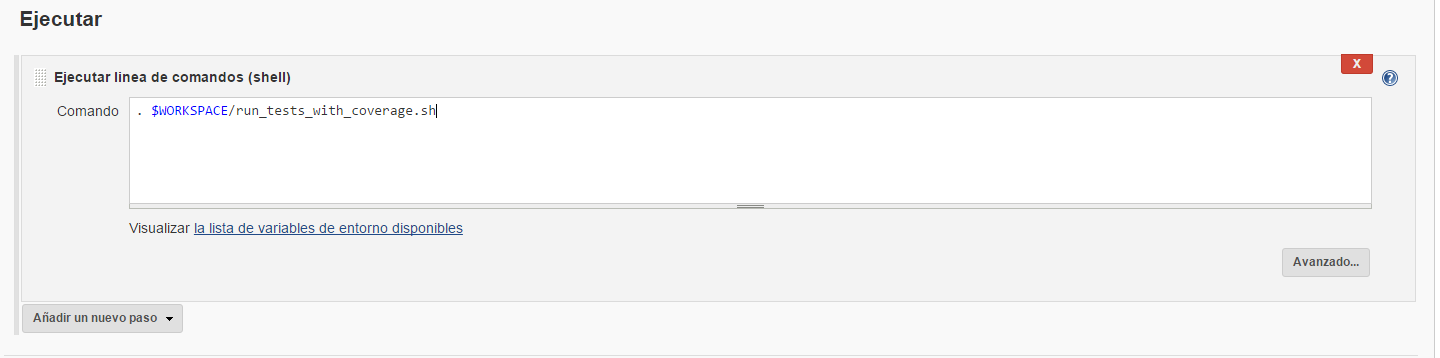 Ejecutar
Ejecutar linea de comandos (shell)
X
?
Comando
. $WORKSPACE/run_tests_with_coverage.sh
Visualizar la lista de variables de entorno disponibles
Avanzado...
Añadir un nuevo paso